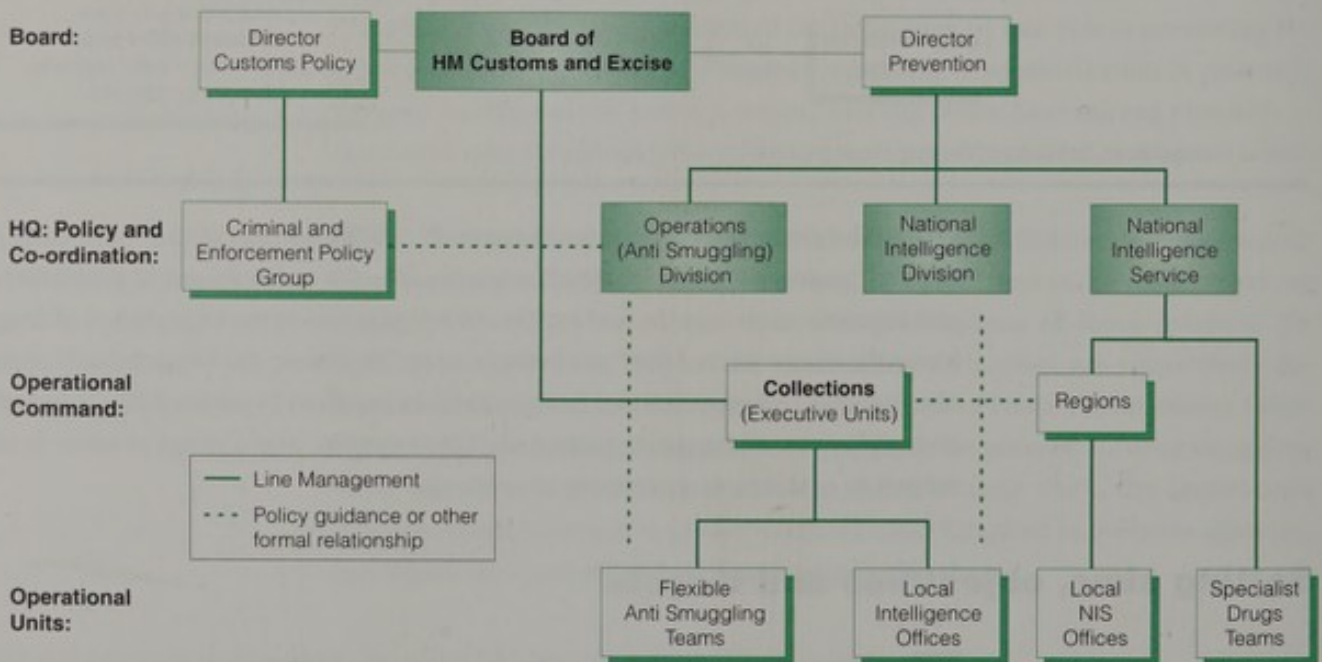 Board:
Director
Customs Policy
Board of
HM Customs and Excise
Director
Prevention
HQ: Policy and
Co-ordination:
Criminal and
Enforcement Policy
Group
Operations
(Anti Smuggling)
Division
National
Intelligence
Division
National
Intelligence
Service
Operational
Command:
Collections
(Executive Units)
Regions
Line Management
Policy guidance or other
formal relationship
Operational
Units:
Flexible
Anti Smuggling
Teams
Local
Intelligence
Offices
Local
NIS
Offices
Specialist
Drugs
Teams